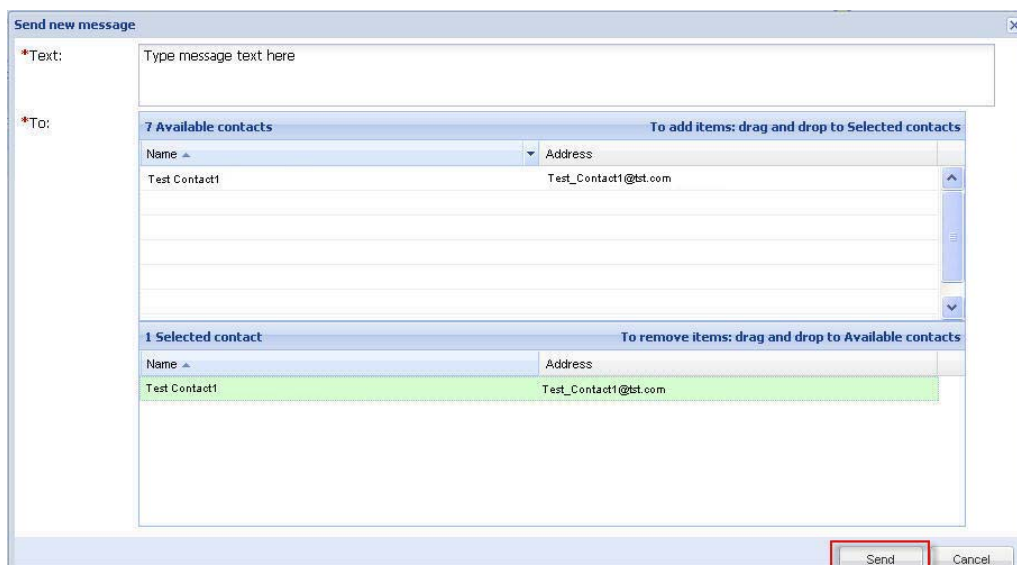 Send new message
*Text: Type message text here
*To:
7 Available contacts To add items: drag and drop to Selected contacts
Name Address
Test Contact1 Test_Contact1@tst.com
1 Selected contact To remove items: drag and drop to Available contacts
Name Address
Test Contact1 Test_Contact1@tst.com
Send Cancel